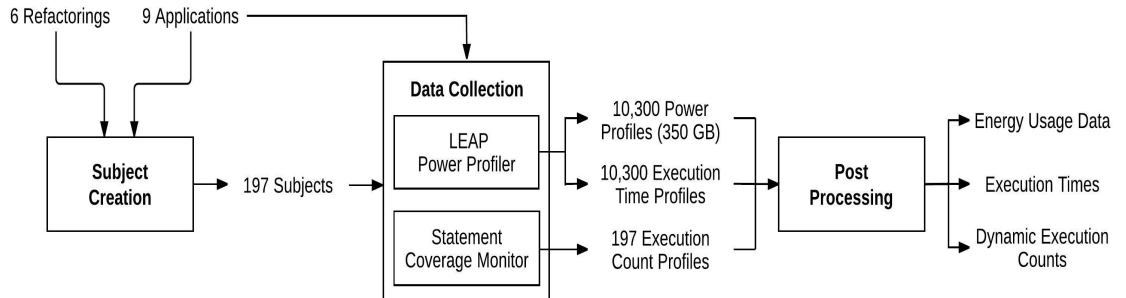 6 Refactorings
9 Applications
Subject
Creation
197 Subjects
Data Collection
LEAP
Power Profiler
Statement
Coverage Monitor
10,300 Power
Profiles (350 GB)
10,300 Execution
Time Profiles
197 Execution
Count Profiles
Post
Processing
Energy Usage Data
Execution Times
Dynamic Execution
Counts